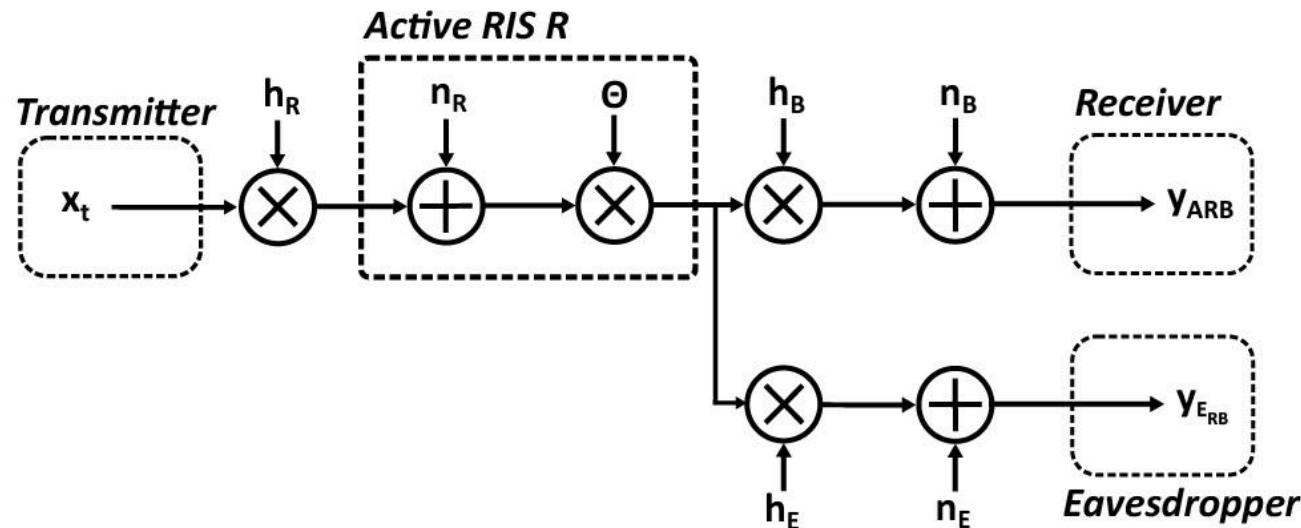 Active RIS R
Transmitter
h_R
n_R
Θ
h_B
n_B
Receiver
x_t
y_ARB
y_E_RB
h_E
n_E
Eavesdropper